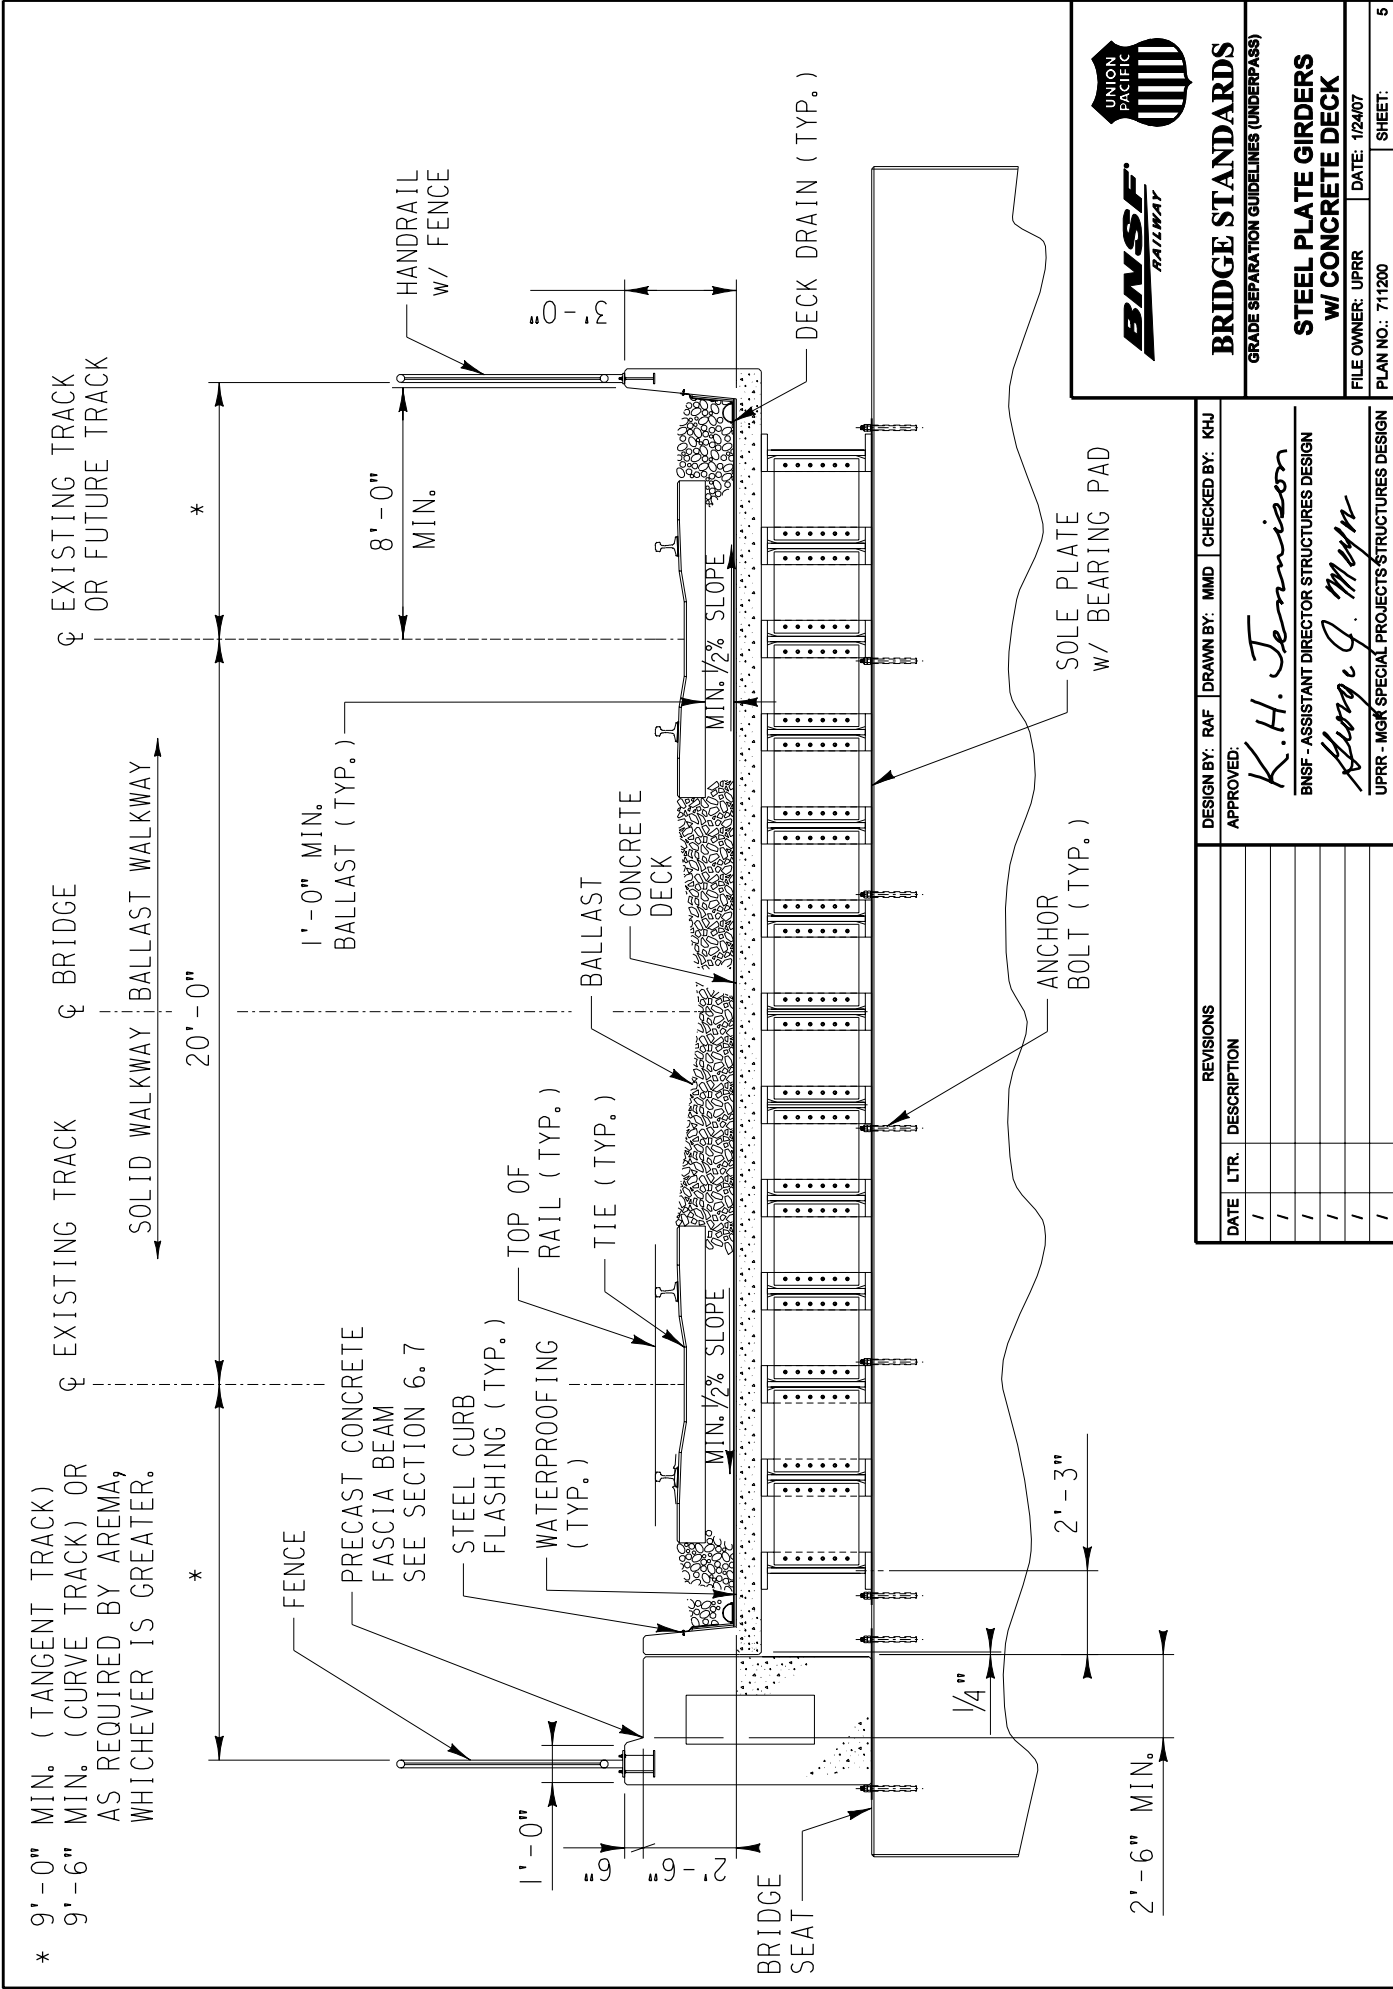 * 9'-0" MIN. (TANGENT TRACK)
9'-6" MIN. (CURVE TRACK) OR
AS REQUIRED BY AREMA,
WHICHEVER IS GREATER.
℄ EXISTING TRACK
℄ BRIDGE
℄ EXISTING TRACK
OR FUTURE TRACK
SOLID WALKWAY BALLAST WALKWAY
*
20'-0"
*
8'-0"
MIN.
HANDRAIL
w/ FENCE
1'-0" MIN.
BALLAST (TYP.)
FENCE
PRECAST CONCRETE
FASCIA BEAM
SEE SECTION 6.7
STEEL CURB
FLASHING (TYP.)
WATERPROOFING
(TYP.)
TOP OF
RAIL (TYP.)
TIE (TYP.)
BALLAST
CONCRETE
DECK
3'-0"
1'-0"
6"
2'-6"
MIN. 1/2% SLOPE
MIN. 1/2% SLOPE
DECK DRAIN (TYP.)
BRIDGE
SEAT
1/4"
2'-3"
2'-6" MIN.
ANCHOR
BOLT (TYP.)
SOLE PLATE
w/ BEARING PAD
REVISIONS
DATE LTR. DESCRIPTION
/
/
/
/
/
/
DESIGN BY: RAF DRAWN BY: MMD CHECKED BY: KHJ
APPROVED:
K.H. Jennison
BNSF - ASSISTANT DIRECTOR STRUCTURES DESIGN
George J.
UPRR - MGR SPECIAL PROJECTS STRUCTURES DESIGN
BNSF
RAILWAY
UNION
PACIFIC
BRIDGE STANDARDS
GRADE SEPARATION GUIDELINES (UNDERPASS)
STEEL PLATE GIRDERS
w/ CONCRETE DECK
FILE OWNER: UPRR DATE: 1/24/07
PLAN NO.: 711200 SHEET: 5